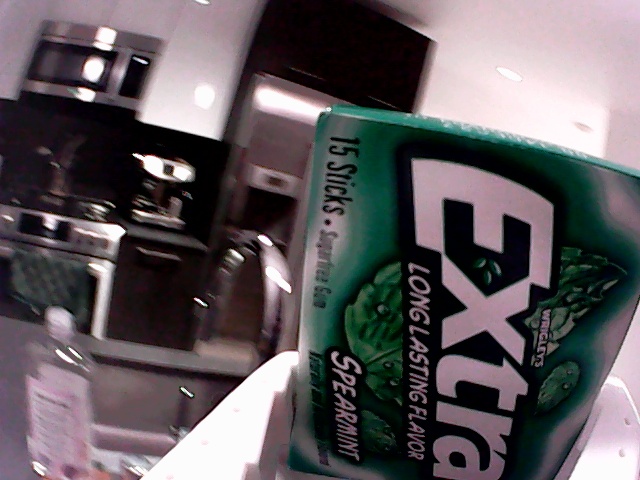 WRIGLEY'S
Extra
LONG LASTING FLAVOR
SPEARMINT
15 Sticks • Sugarfree Gum